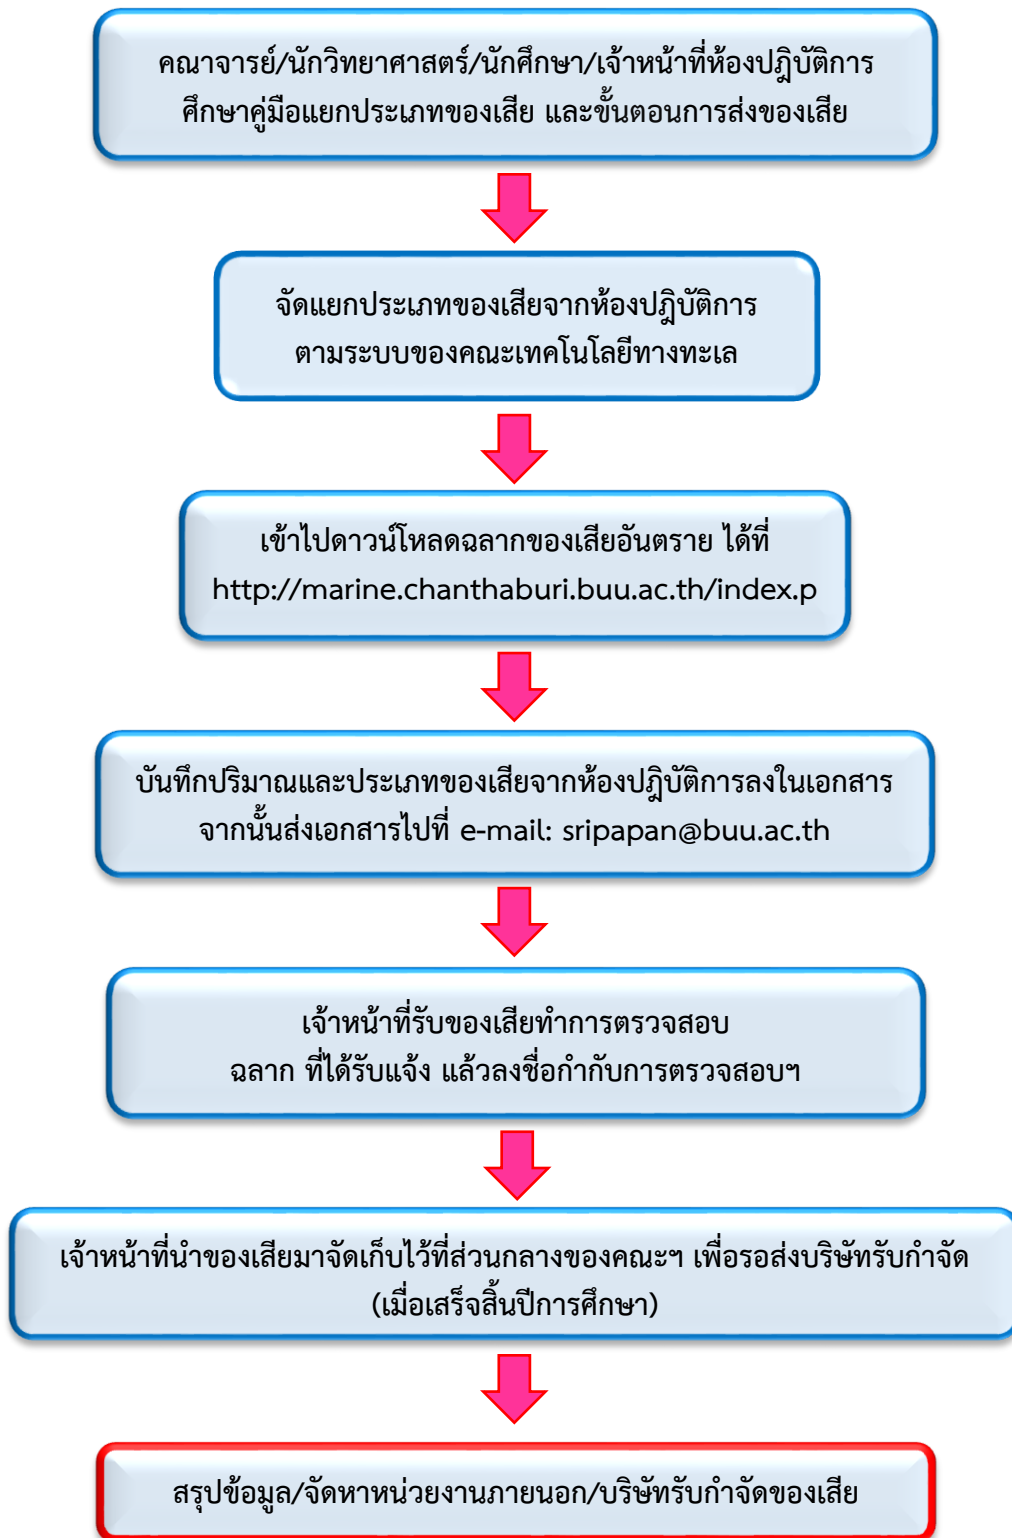 คณาจารย์/นักวิทยาศาสตร์/นักศึกษา/เจ้าหน้าที่ห้องปฎิบัติการ
ศึกษาคู่มือแยกประเภทของเสีย และขั้นตอนการส่งของเสีย
จัดแยกประเภทของเสียจากห้องปฎิบัติการ
ตามระบบของคณะเทคโนโลยีทางทะเล
เข้าไปดาวน์โหลดฉลากของเสียอันตราย ได้ที่
http://marine.chanthaburi.buu.ac.th/index.p
บันทึกปริมาณและประเภทของเสียจากห้องปฎิบัติการลงในเอกสาร
จากนั้นส่งเอกสารไปที่ e-mail: sripapan@buu.ac.th
เจ้าหน้าที่รับของเสียทำการตรวจสอบ
ฉลาก ที่ได้รับแจ้ง แล้วลงชื่อกำกับการตรวจสอบฯ
เจ้าหน้าที่นำของเสียมาจัดเก็บไว้ที่ส่วนกลางของคณะฯ เพื่อรอส่งบริษัทรับกำจัด
(เมื่อเสร็จสิ้นปีการศึกษา)
สรุปข้อมูล/จัดหาหน่วยงานภายนอก/บริษัทรับกำจัดของเสีย